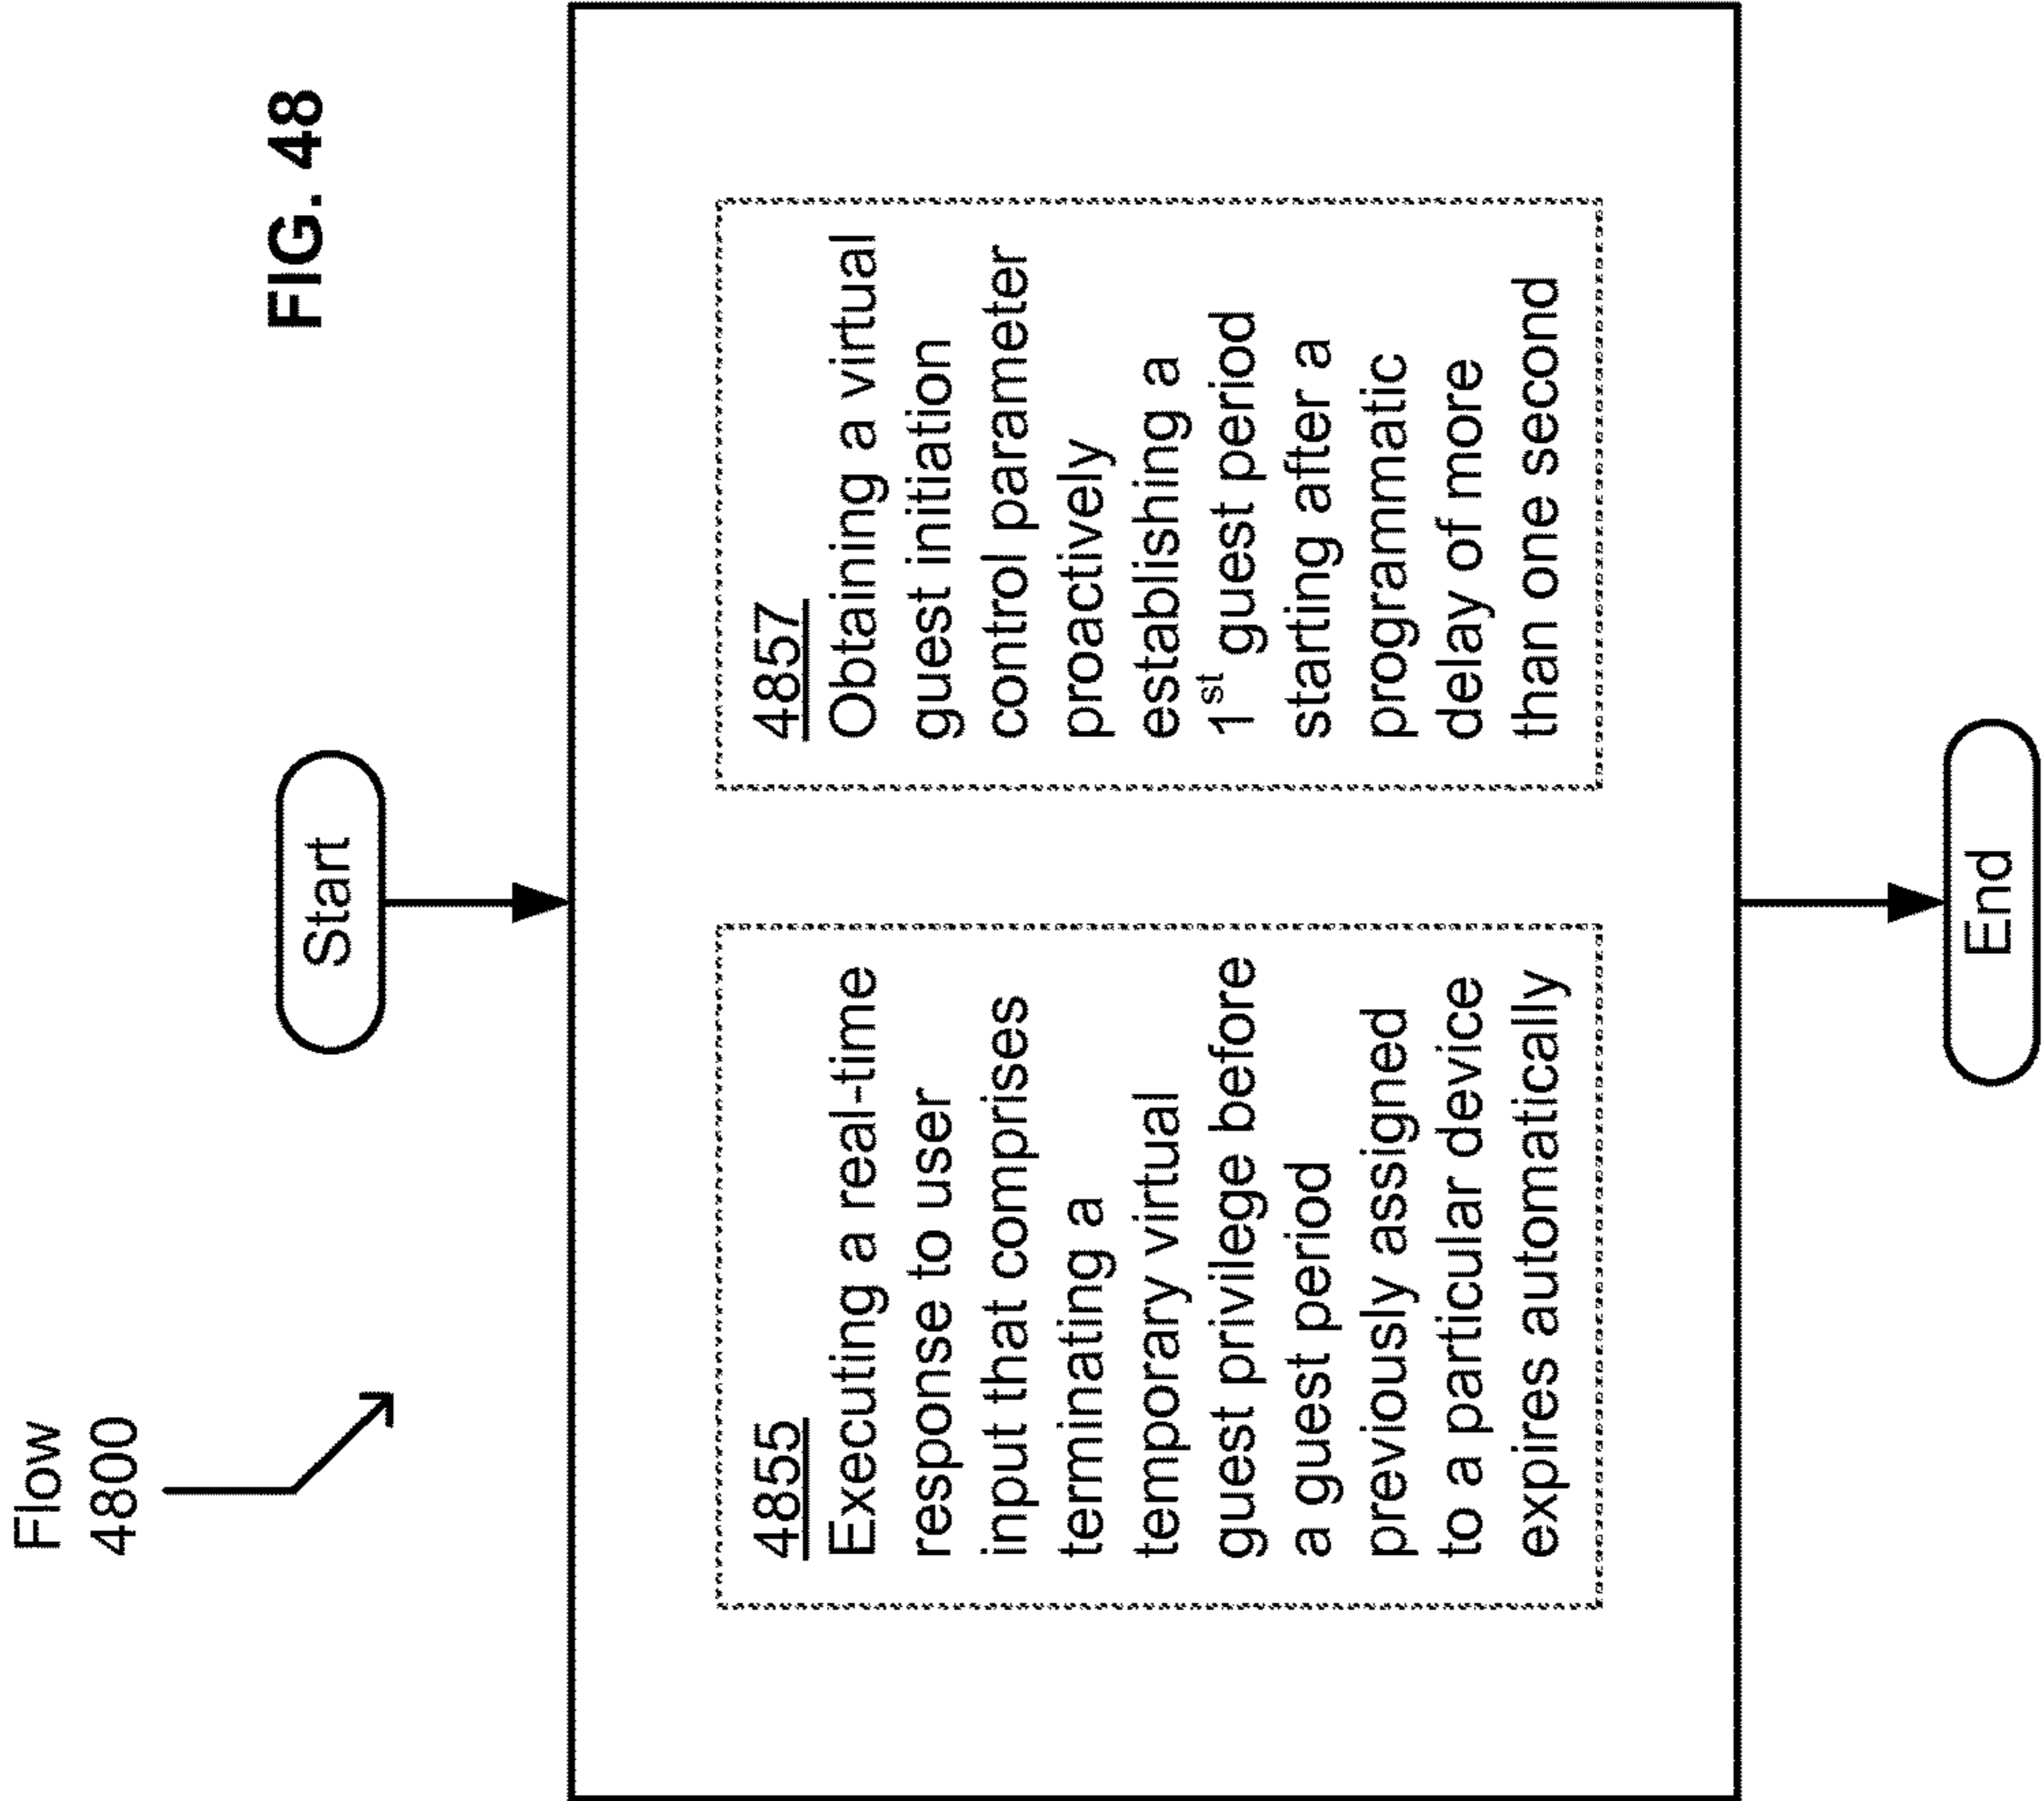 Flow
4800
FIG. 48
Start
4855
Executing a real-time
response to user
input that comprises
terminating a
temporary virtual
guest privilege before
a guest period
previously assigned
to a particular device
expires automatically
4857
Obtaining a virtual
guest initiation
control parameter
proactively
establishing a
1st guest period
starting after a
programmatic
delay of more
than one second
End